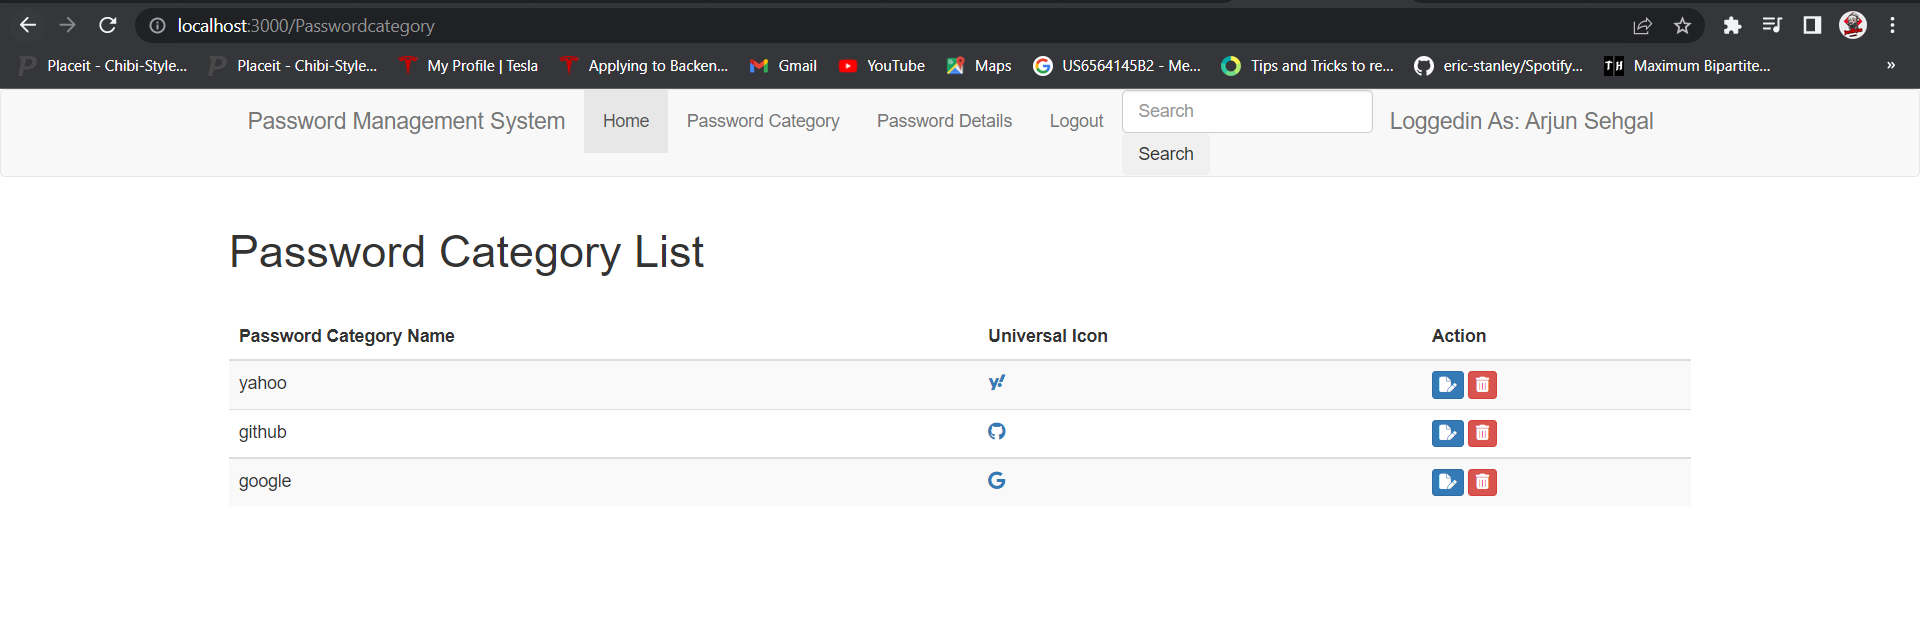 localhost:3000/Passwordcategory
Placeit - Chibi-Style... Placeit - Chibi-Style... My Profile | Tesla Applying to Backen... Gmail YouTube Maps US6564145B2 - Me... Tips and Tricks to re... eric-stanley/Spotify... TH Maximum Bipartite... »
Password Management System Home Password Category Password Details Logout Search Loggedin As: Arjun Sehgal
Search
Password Category List
Password Category Name Universal Icon Action
yahoo y!
github
google G